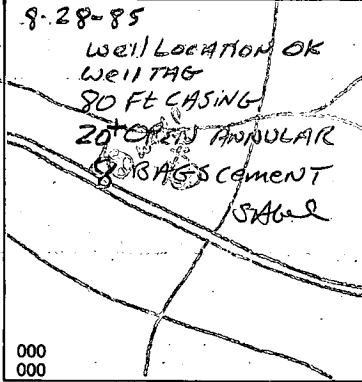 8-28-85
Well LOCATION OK
Well TAG
80 FT CASING
20+ OPEN ANNULAR
8 BAGS CEMENT
SAbel
000
000